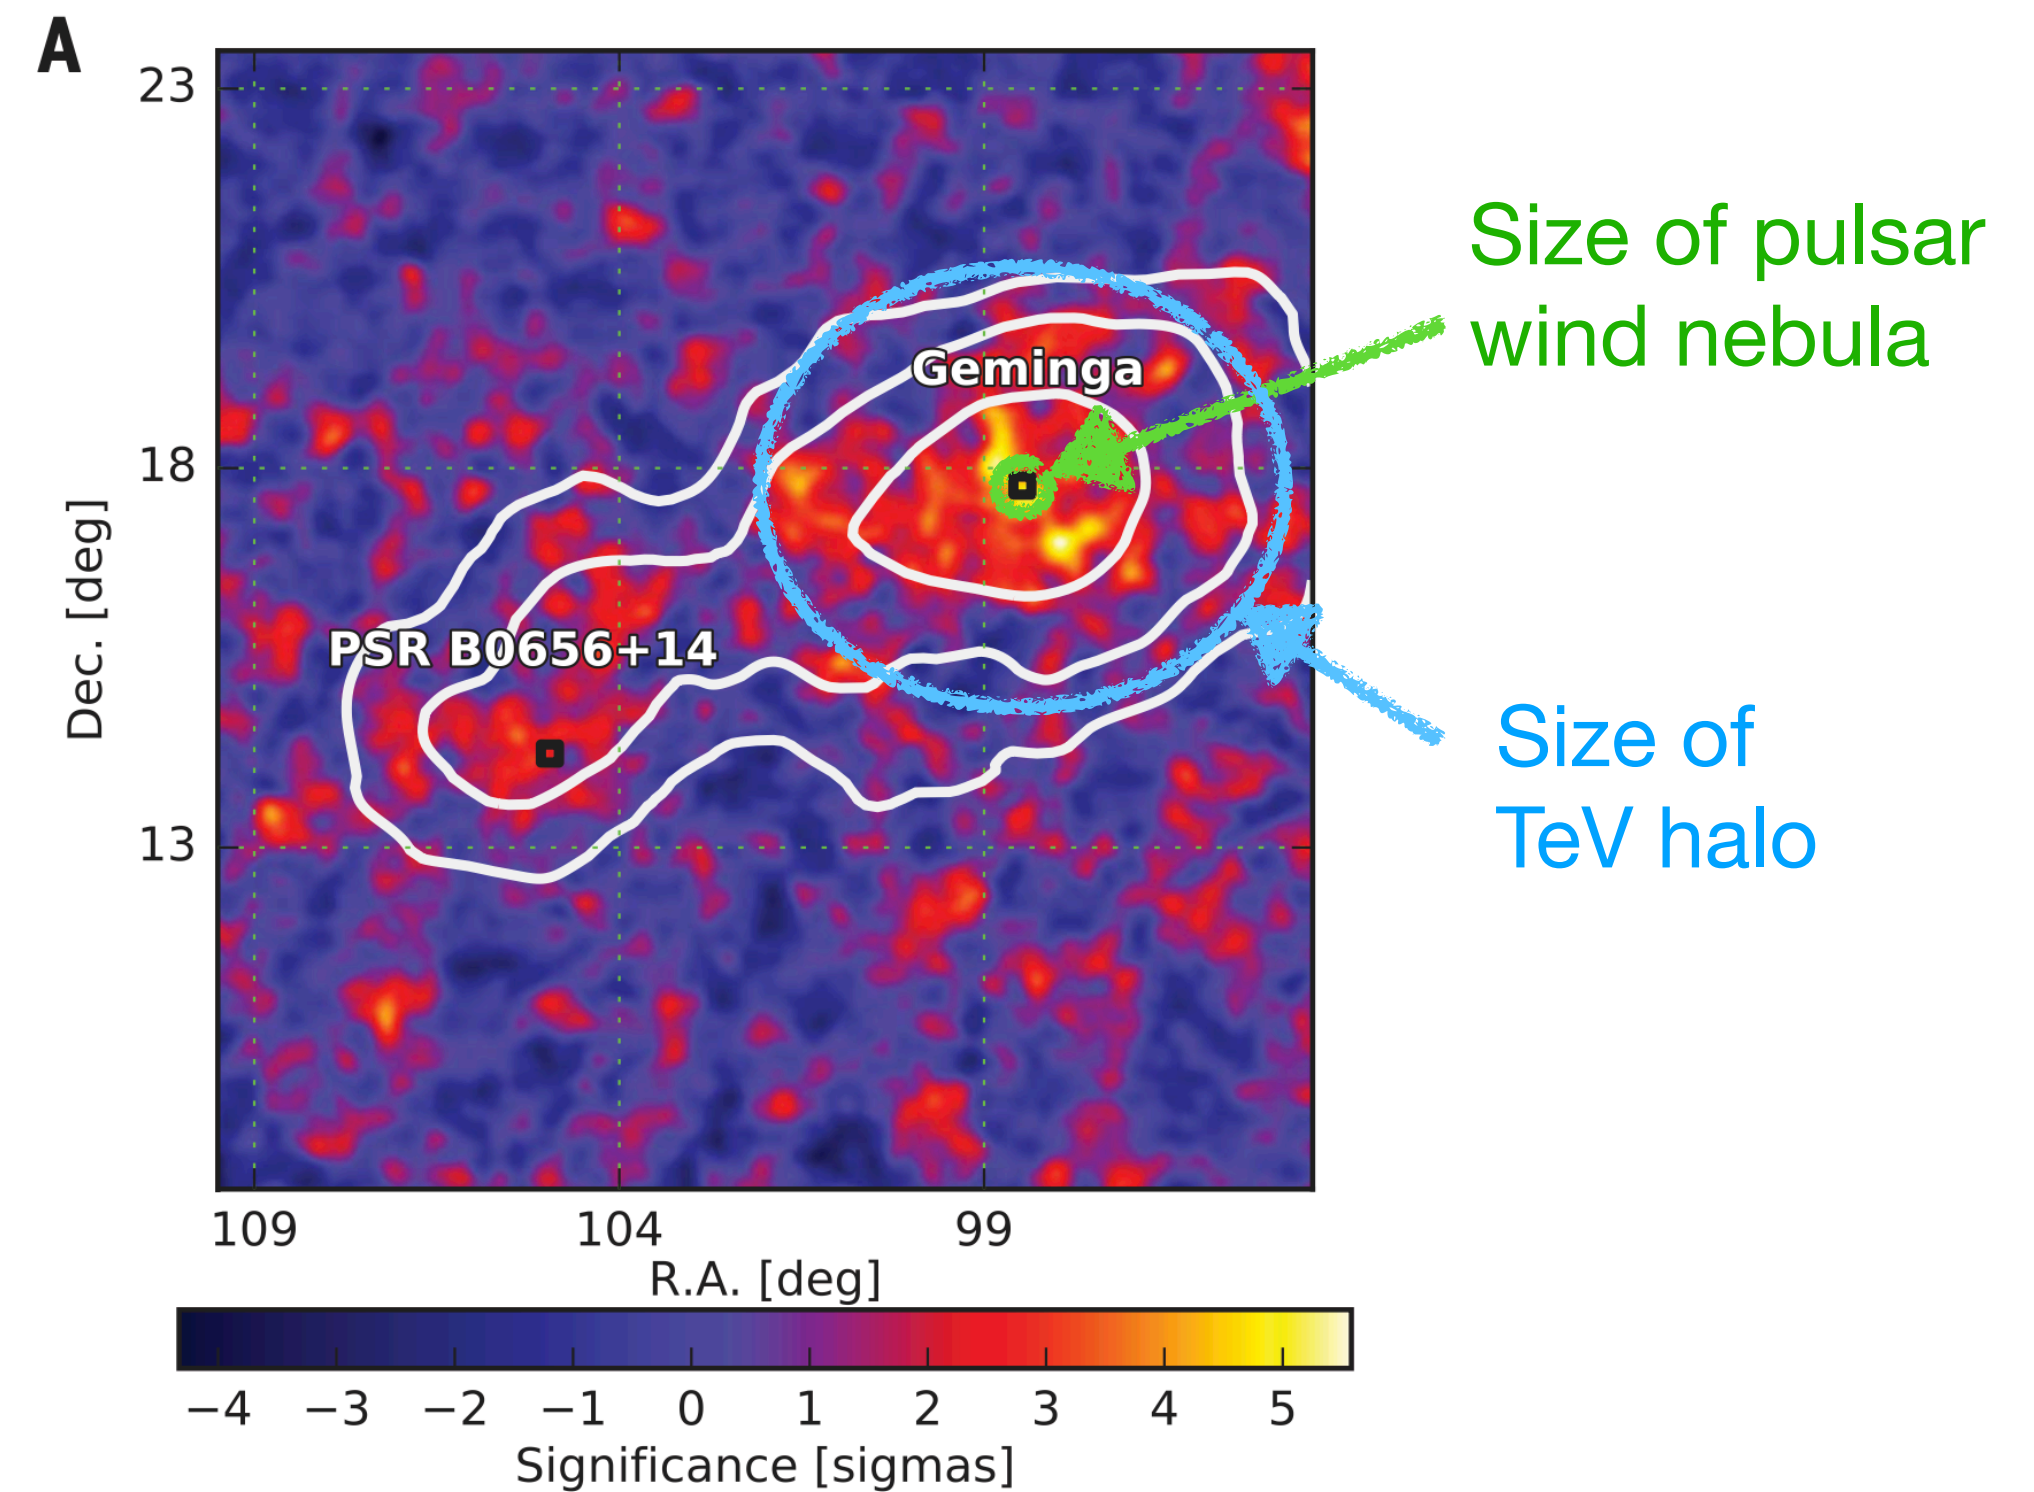 A
23
18
13
Dec. [deg]
Geminga
PSR B0656+14
Size of pulsar
wind nebula
Size of
TeV halo
109 104 99
R.A. [deg]
−4 −3 −2 −1 0 1 2 3 4 5
Significance [sigmas]